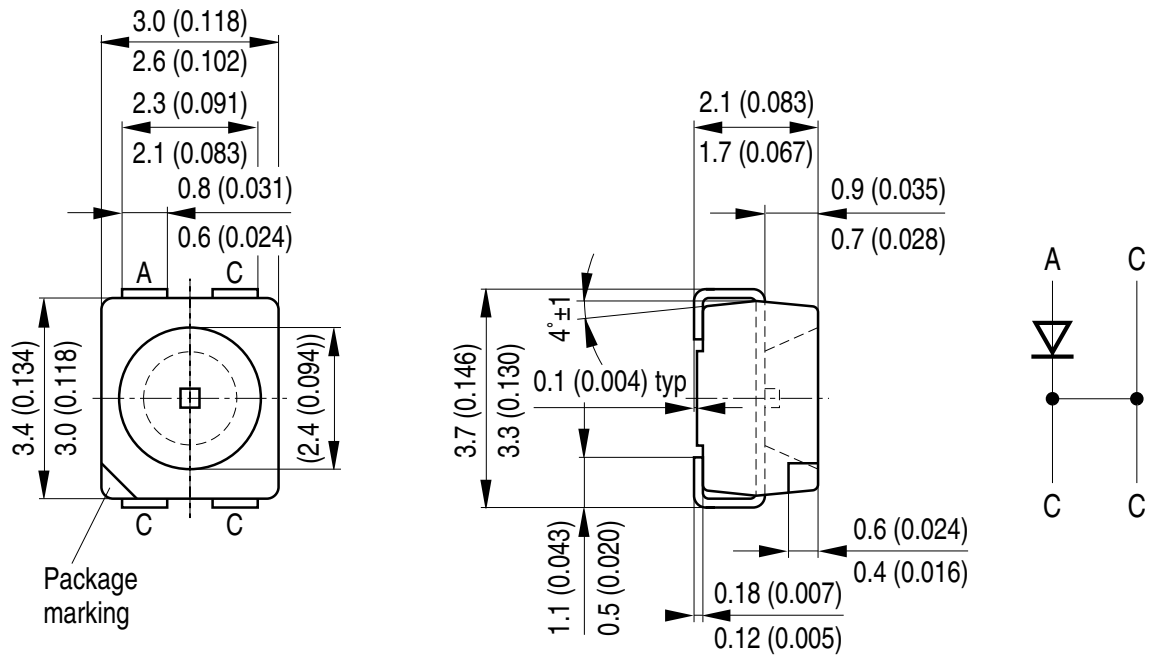 3.0 (0.118)
2.6 (0.102)
2.3 (0.091)
2.1 (0.083)
0.8 (0.031)
0.6 (0.024)
A
C
3.4 (0.134)
3.0 (0.118)
(2.4 (0.094))
C
C
Package
marking
2.1 (0.083)
1.7 (0.067)
0.9 (0.035)
0.7 (0.028)
4°±1
0.1 (0.004) typ
3.7 (0.146)
3.3 (0.130)
1.1 (0.043)
0.5 (0.020)
0.6 (0.024)
0.4 (0.016)
0.18 (0.007)
0.12 (0.005)
A
C
C
C